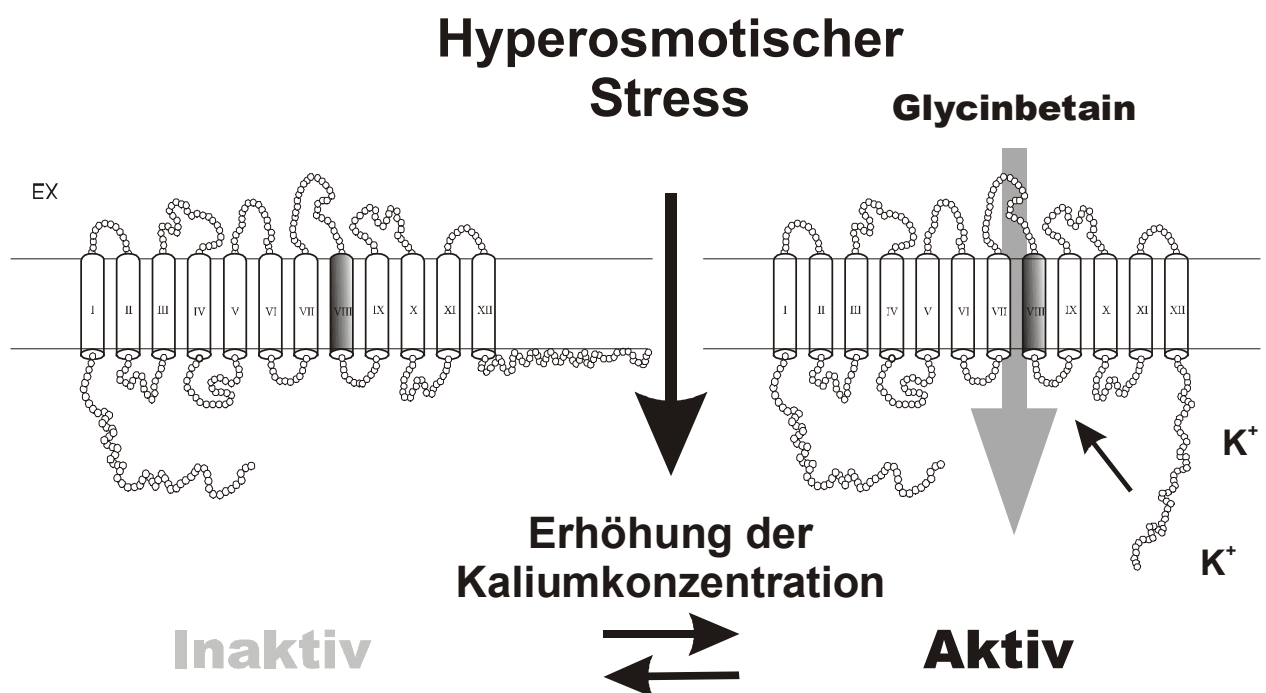 Hyperosmotischer
Stress
Glycinbetain
EX
I II III IV V VI VII VIII IX X XI XII
I II III IV V VI VII VIII IX X XI XII
K+
K+
Erhöhung der
Kaliumkonzentration
Inaktiv
Aktiv